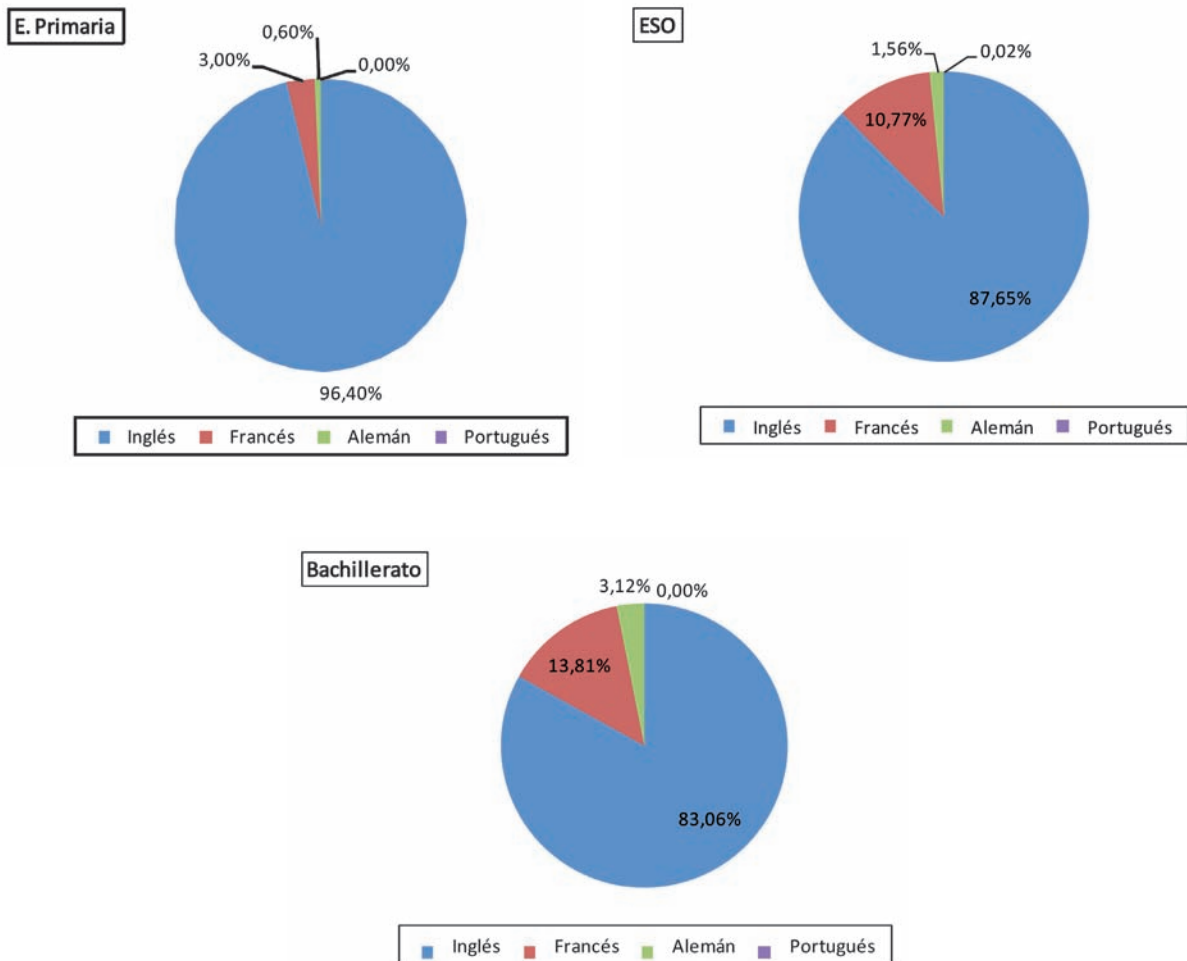 E. Primaria
0,60%
3,00%
0,00%
96,40%
Inglés Francés Alemán Portugués
ESO
1,56%
0,02%
10,77%
87,65%
Inglés Francés Alemán Portugués
Bachillerato
3,12%
0,00%
13,81%
83,06%
Inglés Francés Alemán Portugués